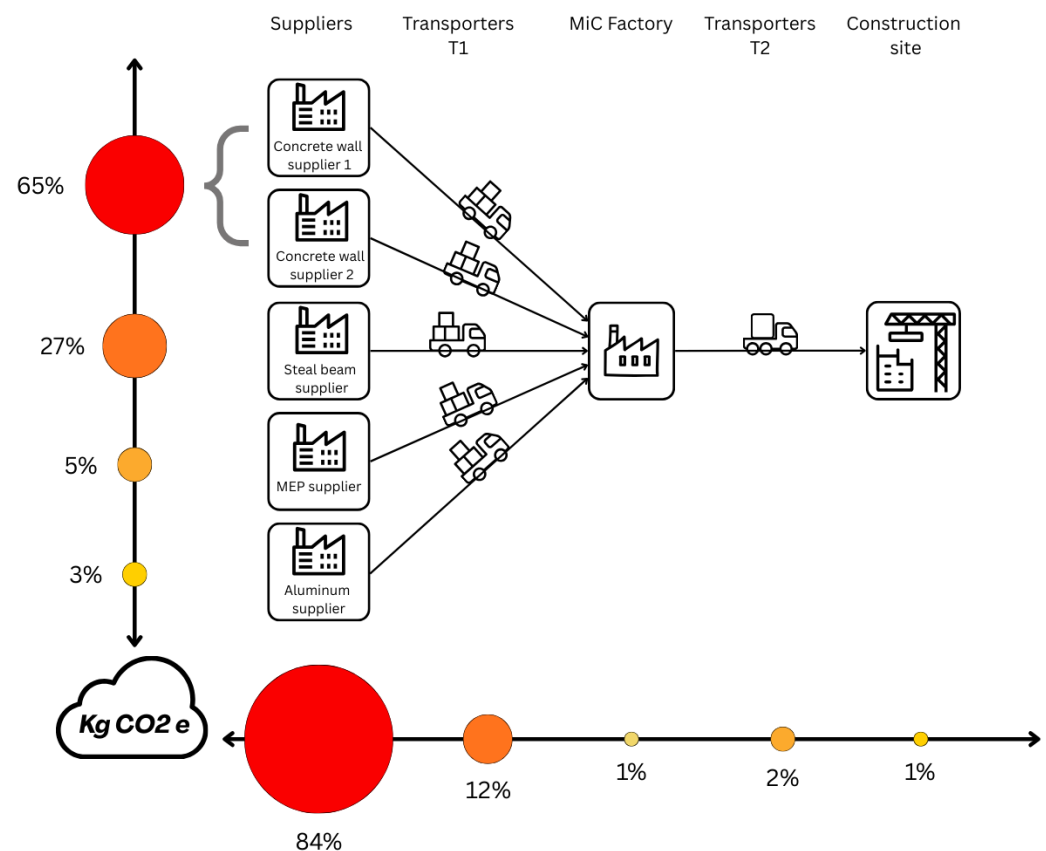 Suppliers
Transporters
T1
MiC Factory
Transporters
T2
Construction
site
Concrete wall
supplier 1
65%
Concrete wall
supplier 2
27%
Steal beam
supplier
5%
MEP supplier
3%
Aluminum
supplier
Kg CO2 e
84%
12%
1%
2%
1%